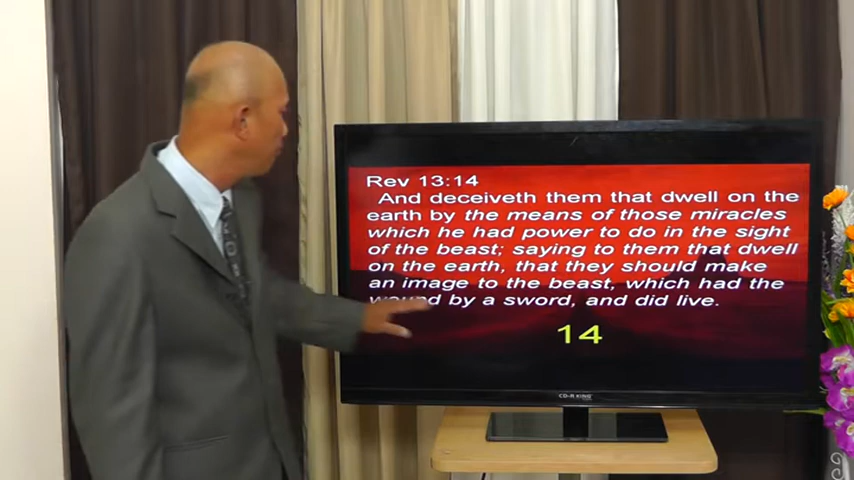 Rev 13:14
And deceiveth them that dwell on the
earth by the means of those miracles
which he had power to do in the sight
of the beast; saying to them that dwell
on the earth, that they should make
an image to the beast, which had the
wound by a sword, and did live.
14
CD-R KING